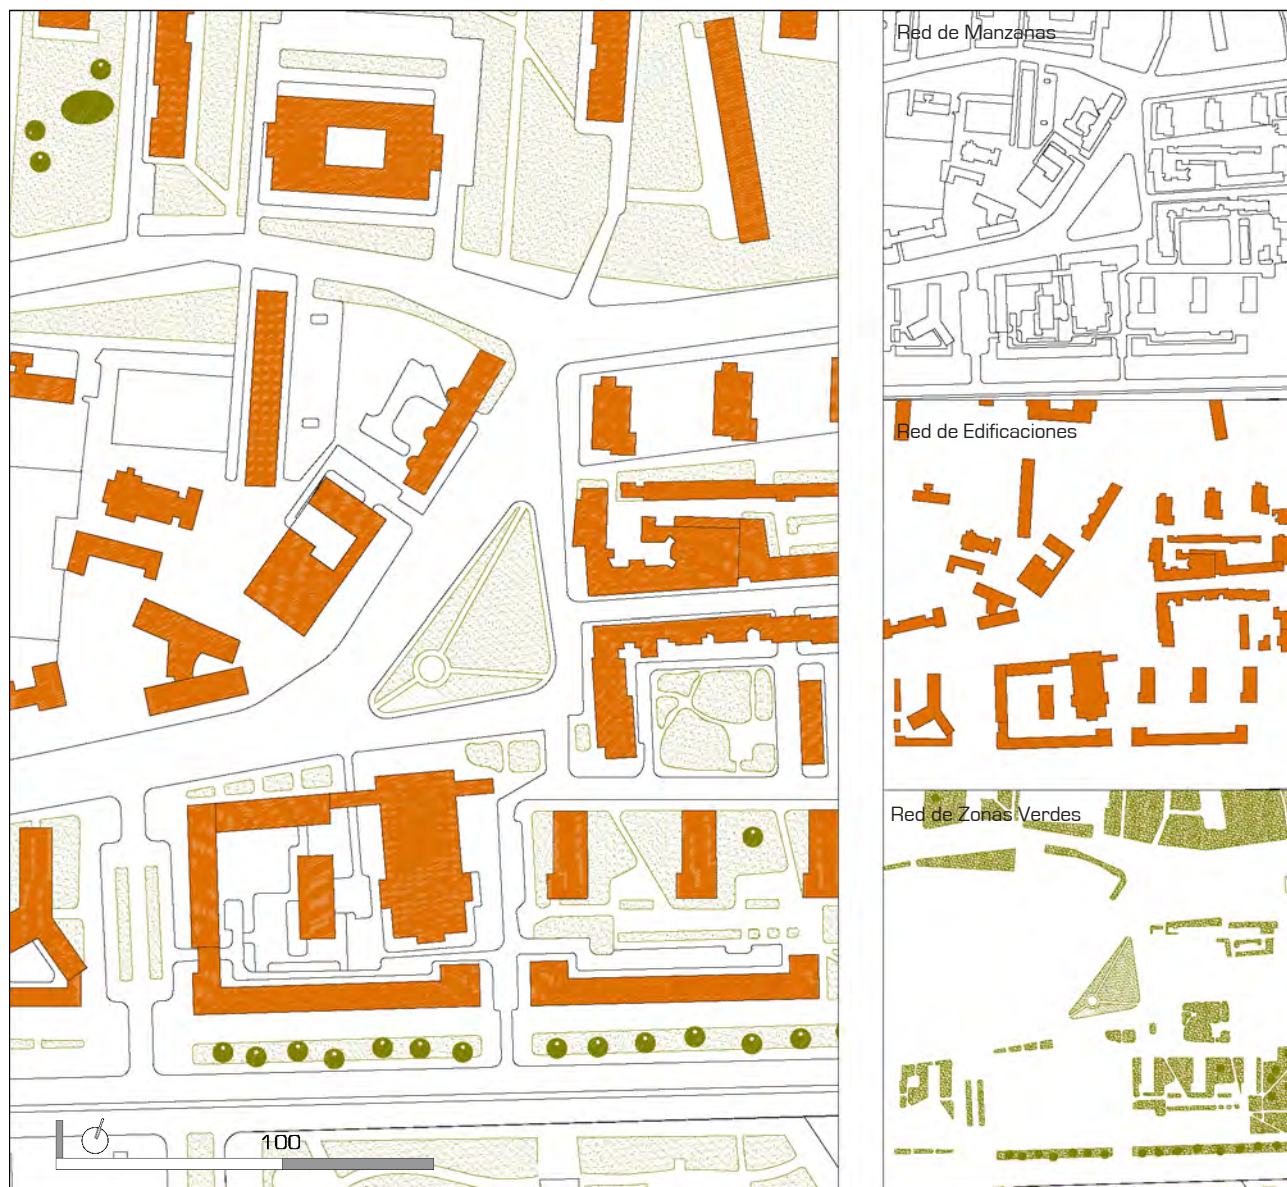 Red de Manzanas
Red de Edificaciones
Red de Zonas Verdes
100